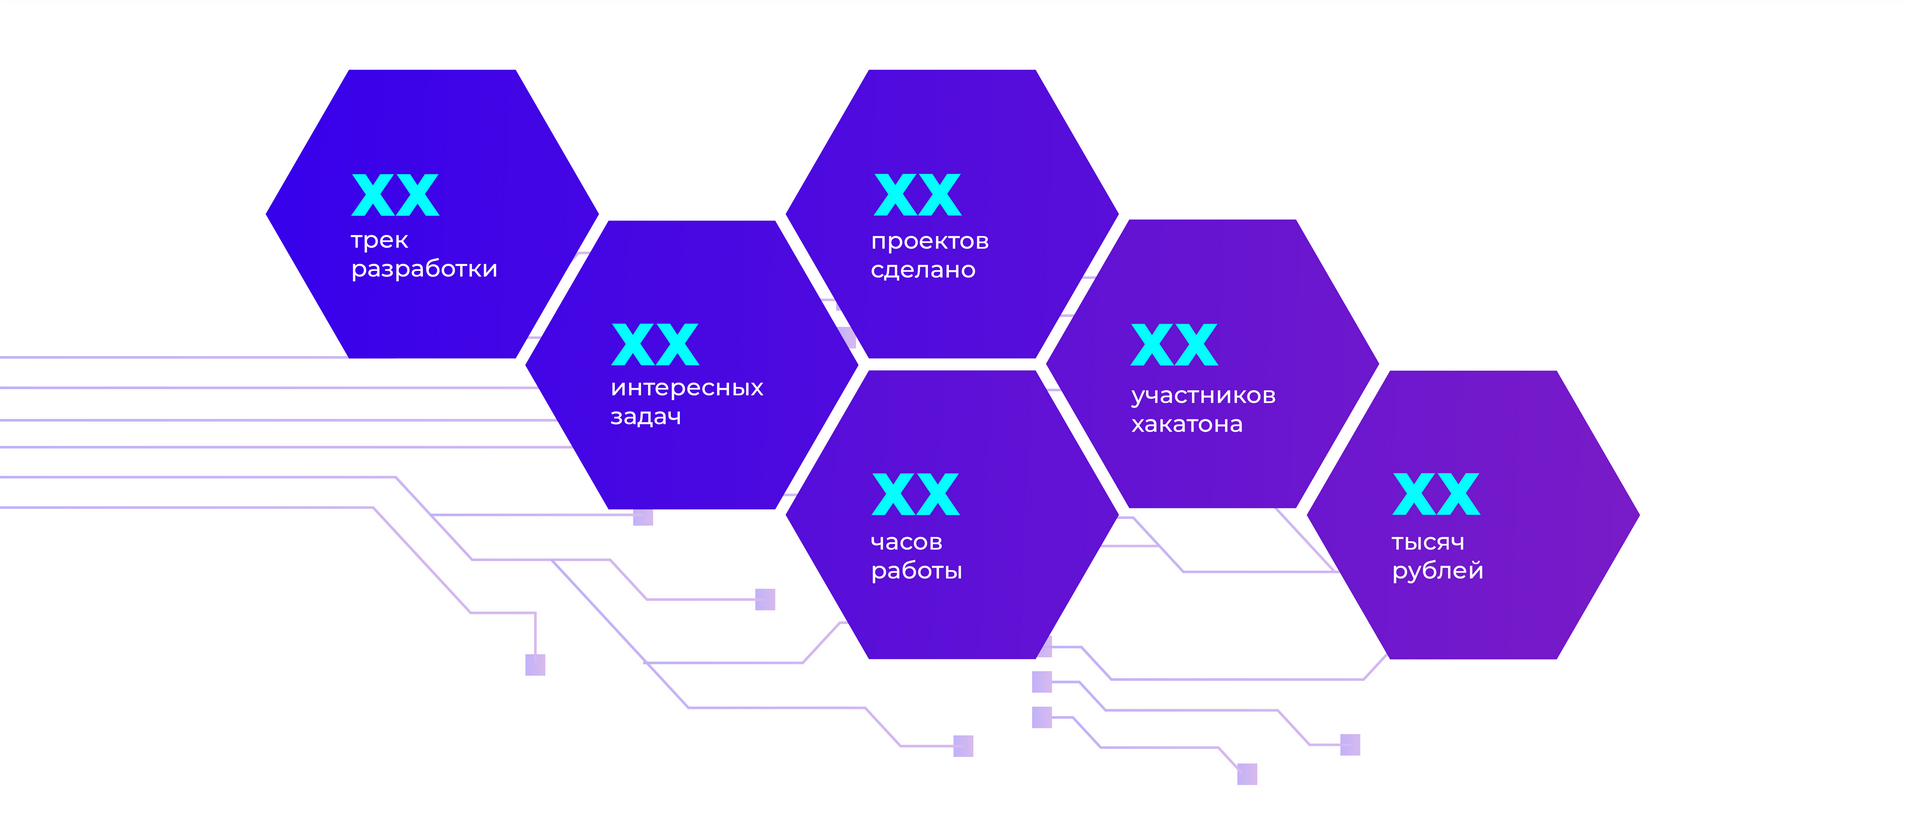 xx
трек
разработки
xx
интересных
задач
xx
проектов
сделано
xx
часов
работы
xx
участников
хакатона
xx
тысяч
рублей